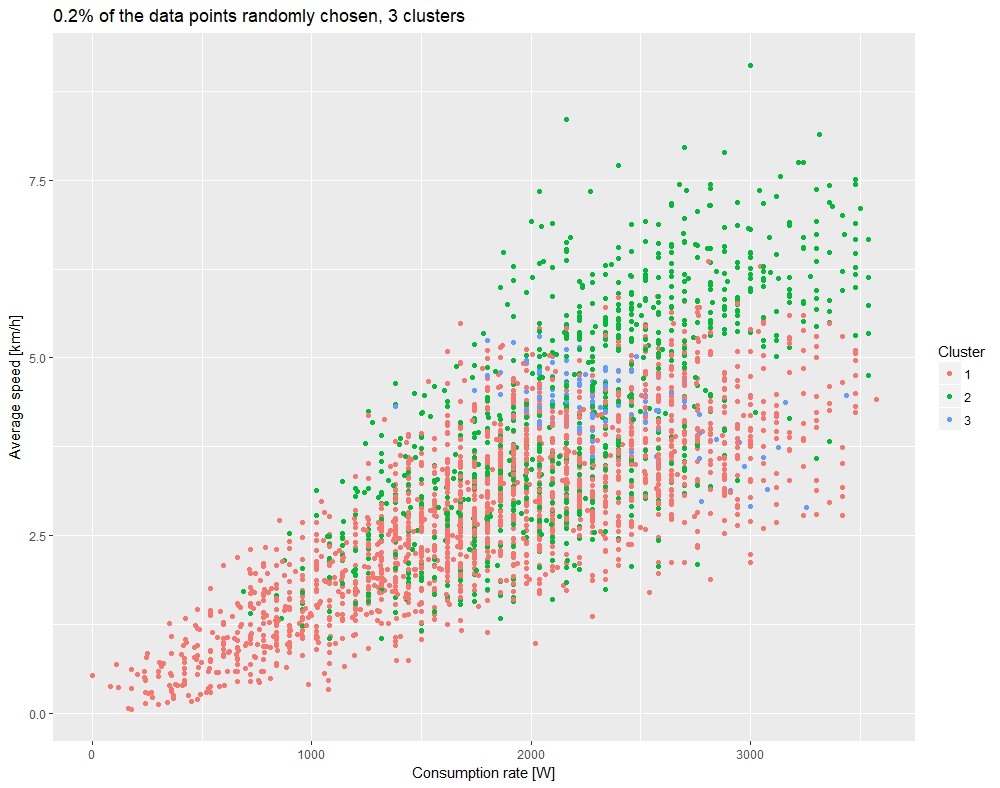 0.2% of the data points randomly chosen, 3 clusters
Average speed [km/h]
7.5
5.0
2.5
0.0
0 1000 2000 3000
Consumption rate [W]
Cluster
1
2
3